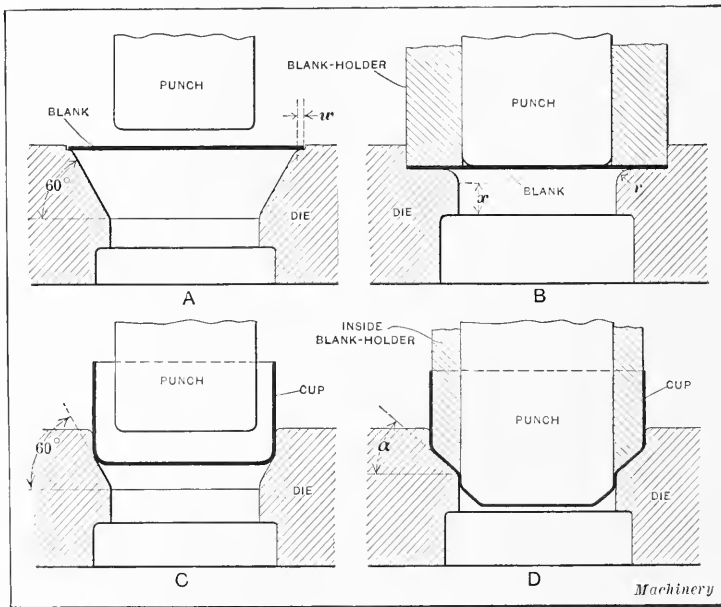 PUNCH
BLANK
w
60°
DIE
A
BLANK-HOLDER
PUNCH
BLANK
x
r
DIE
B
PUNCH
CUP
60°
DIE
C
INSIDE
BLANK-HOLDER
PUNCH
CUP
α
DIE
D
Machinery